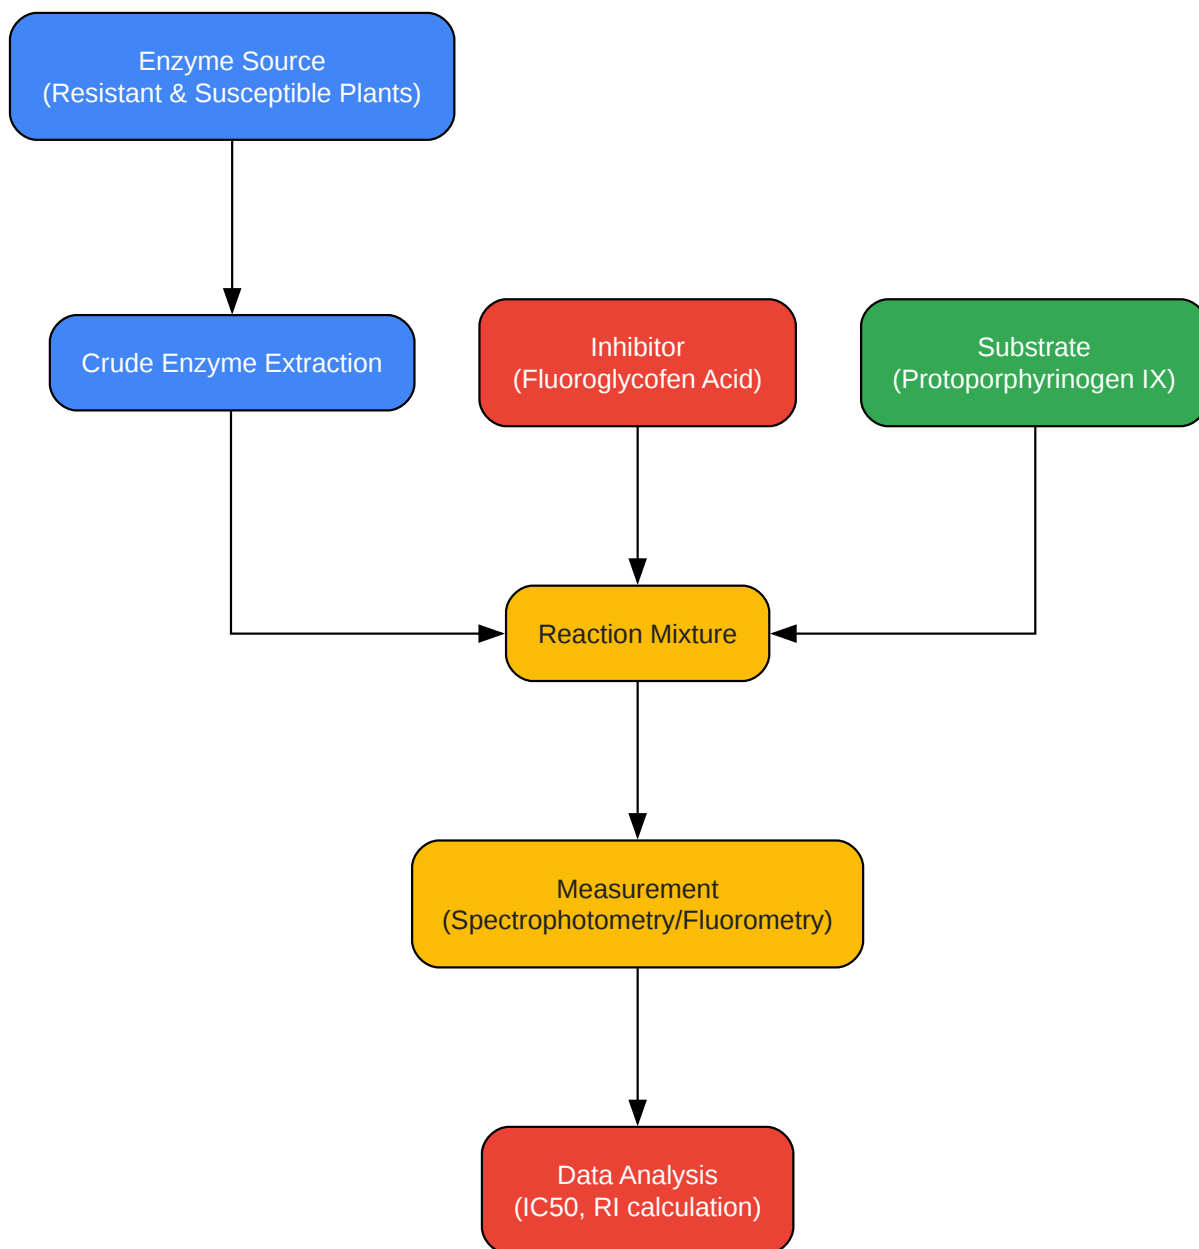 Enzyme Source
(Resistant & Susceptible Plants)
Crude Enzyme Extraction
Inhibitor
(Fluoroglycofen Acid)
Substrate
(Protoporphyrinogen IX)
Reaction Mixture
Measurement
(Spectrophotometry/Fluorometry)
Data Analysis
(IC50, RI calculation)